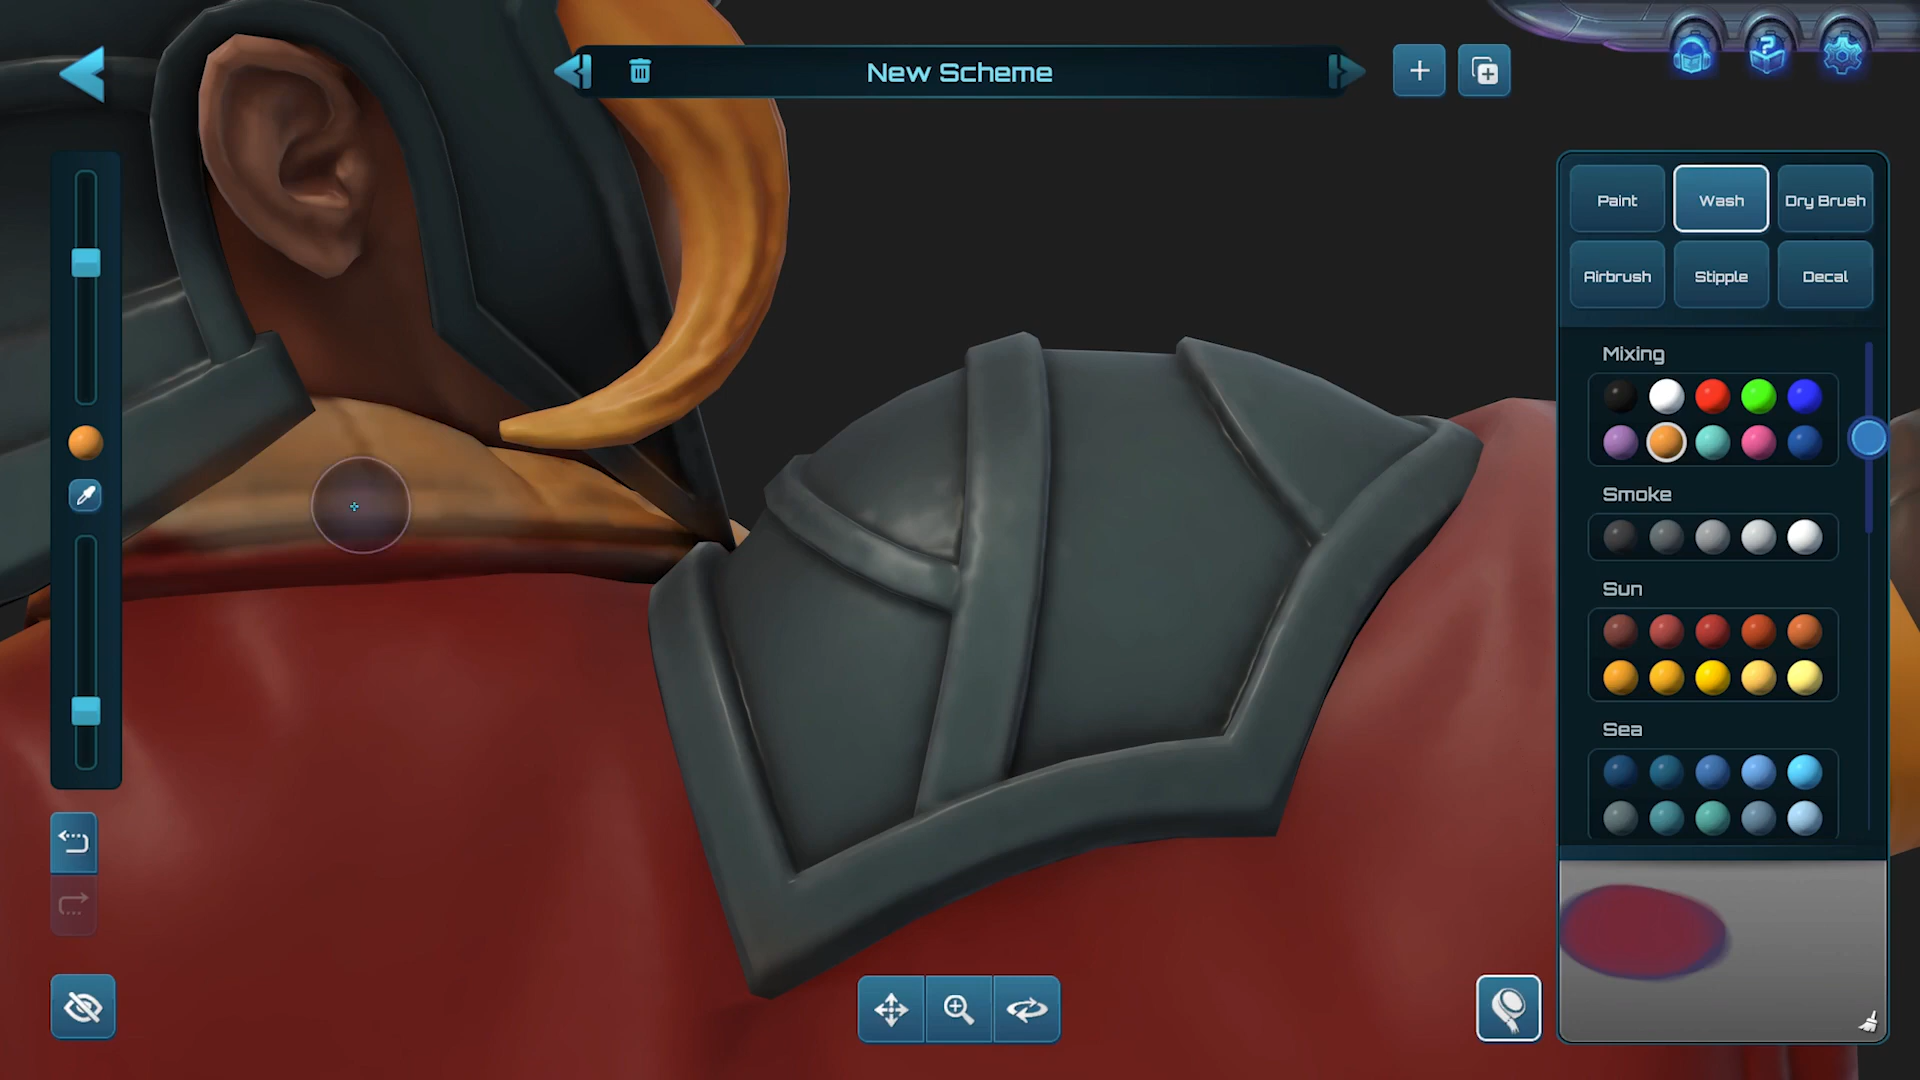 New Scheme
Paint
Wash
Dry Brush
Airbrush
Stipple
Decal
Mixing
Smoke
Sun
Sea